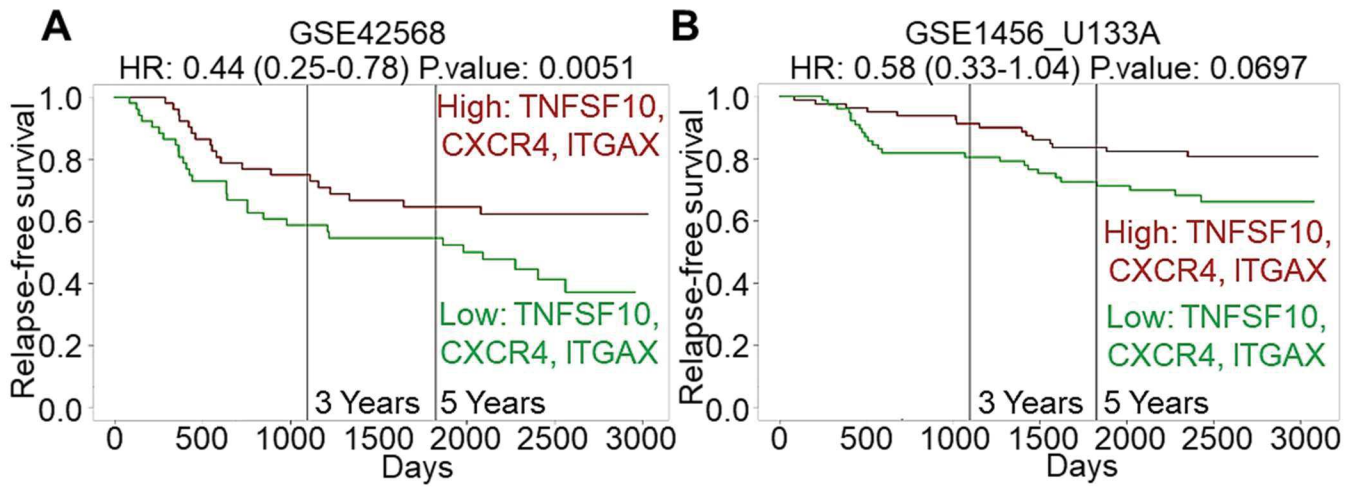 A
GSE42568
HR: 0.44 (0.25-0.78) P.value: 0.0051
Relapse-free survival
1.0
0.8
0.6
0.4
0.2
0.0
High: TNFSF10,
CXCR4, ITGAX
Low: TNFSF10,
CXCR4, ITGAX
3 Years
5 Years
0 500 1000 1500 2000 2500 3000
Days
B
GSE1456_U133A
HR: 0.58 (0.33-1.04) P.value: 0.0697
Relapse-free survival
1.0
0.8
0.6
0.4
0.2
0.0
High: TNFSF10,
CXCR4, ITGAX
Low: TNFSF10,
CXCR4, ITGAX
3 Years
5 Years
0 500 1000 1500 2000 2500 3000
Days